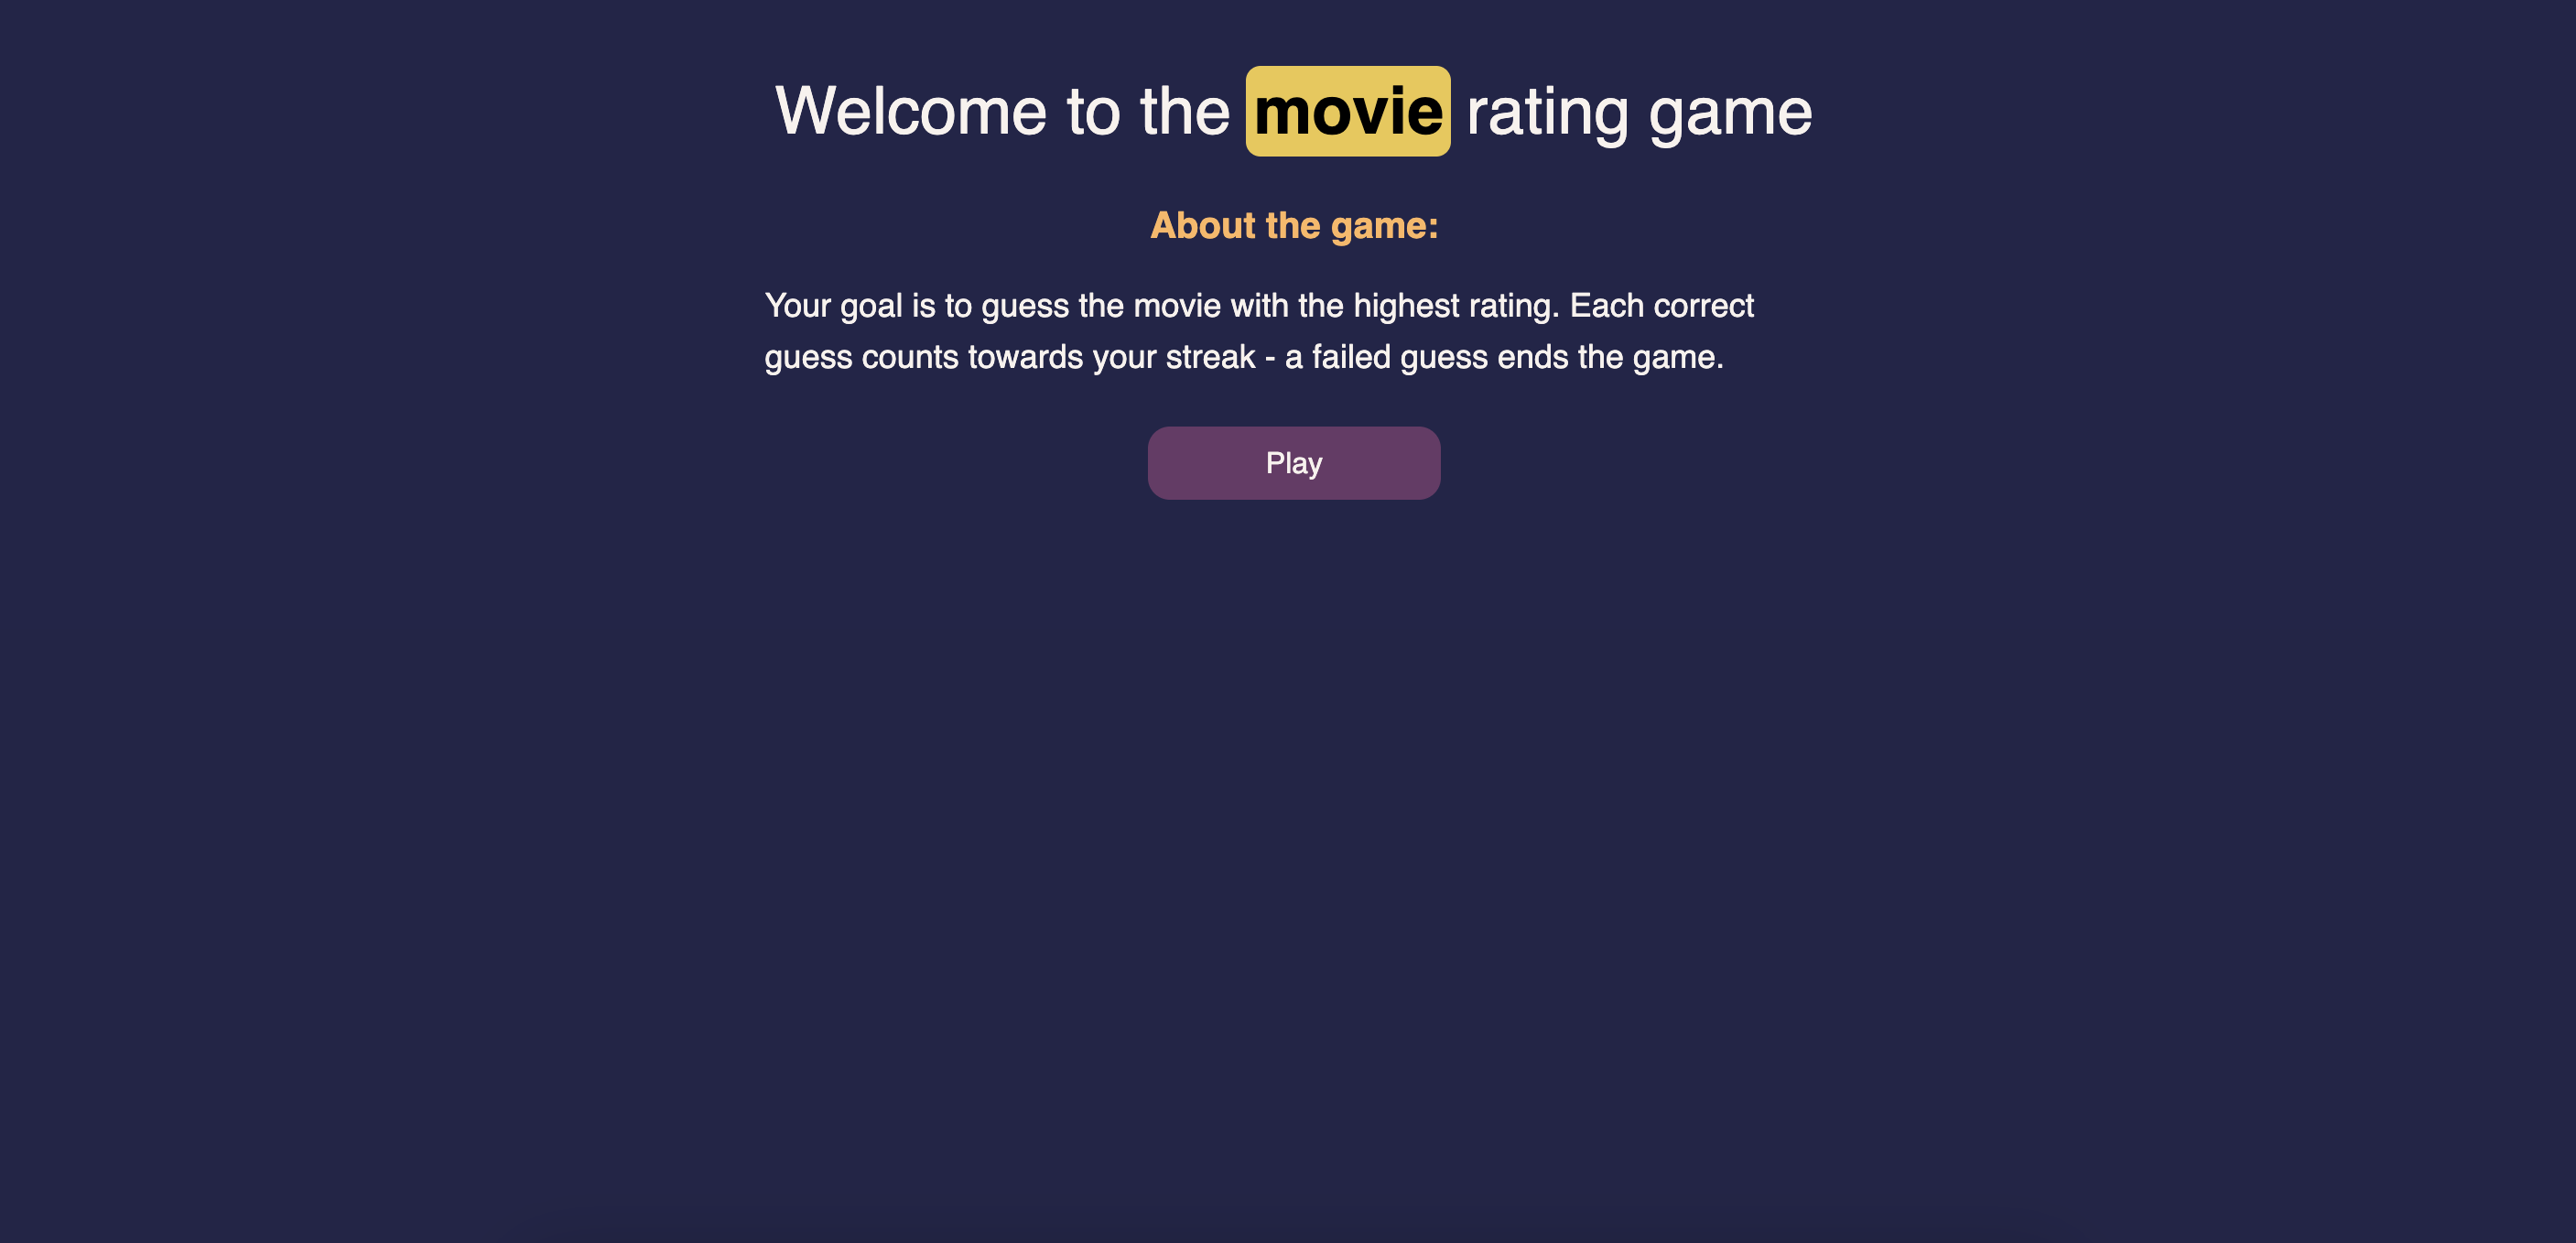 Welcome to the movie rating game
About the game:
Your goal is to guess the movie with the highest rating. Each correct
guess counts towards your streak - a failed guess ends the game.
Play